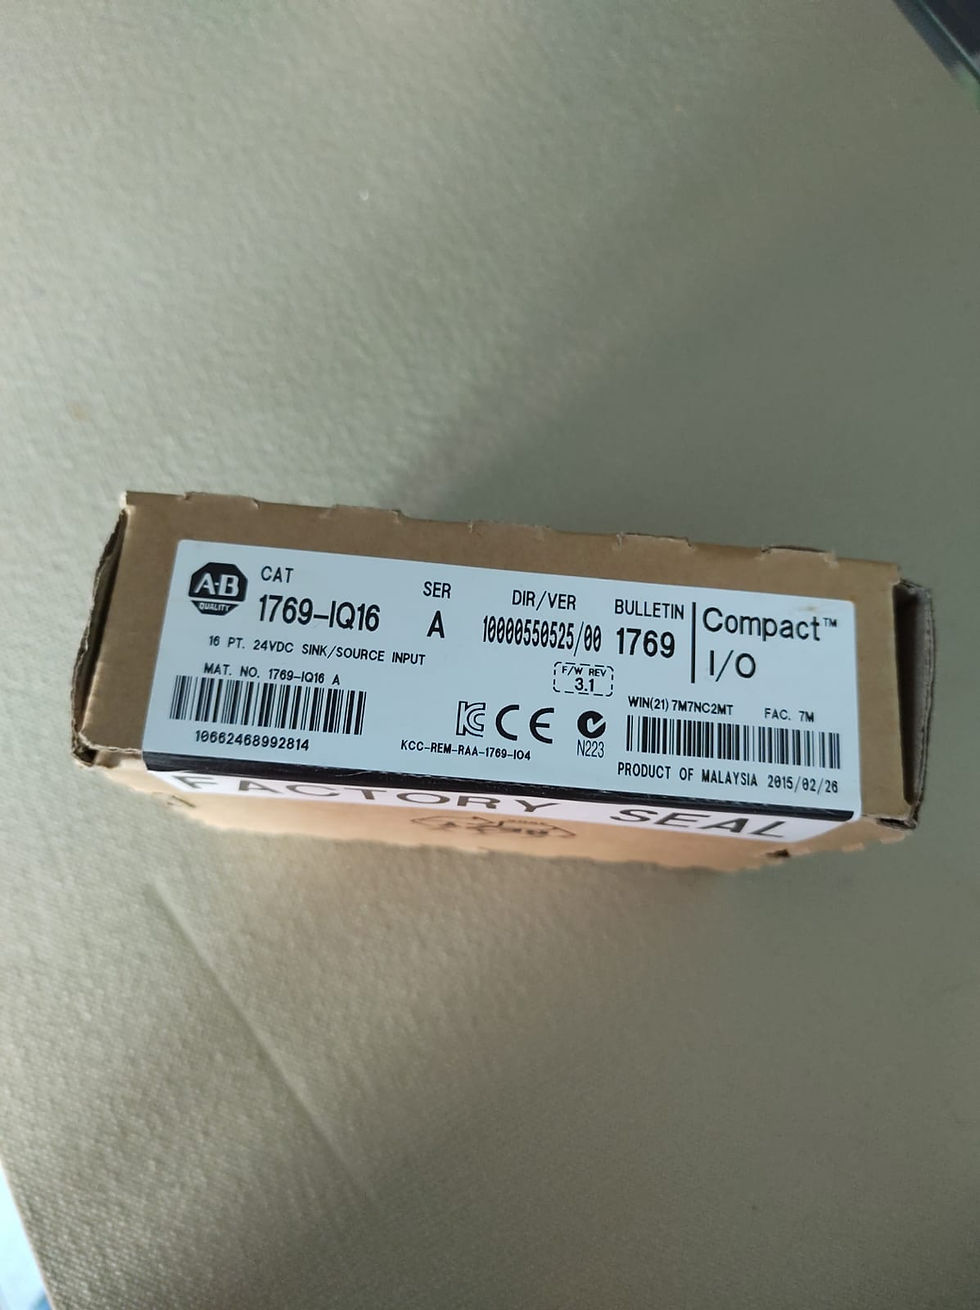 A-B
QUALITY
CAT
1769-IQ16
SER
A
DIR/VER
10000550525/00
BULLETIN
1769
Compact™
I/O
16 PT. 24VDC SINK/SOURCE INPUT
F/W REV
3.1
MAT. NO. 1769-IQ16 A
10662468992814
CE
KCC-REM-RAA-1769-IO4
N223
WIN(21) 7M7NC2MT
FAC. 7M
PRODUCT OF MALAYSIA 2015/02/26
FACTORY SEAL